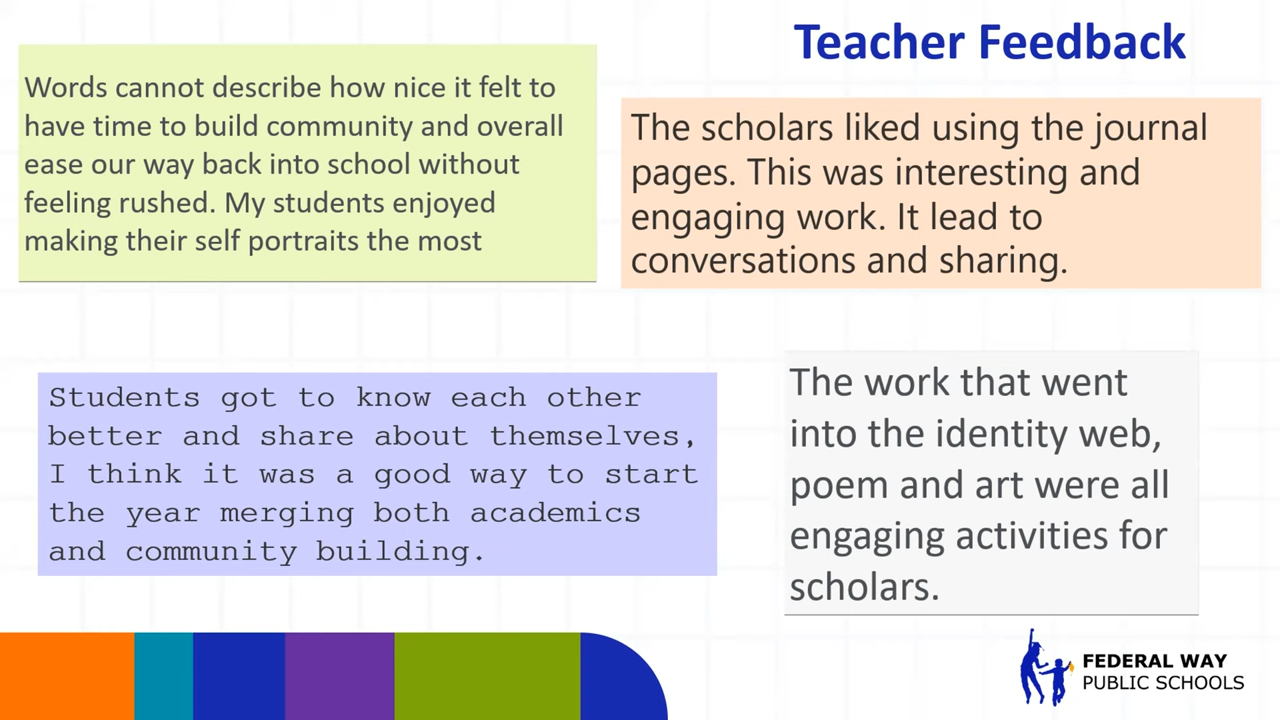 Teacher Feedback
Words cannot describe how nice it felt to
have time to build community and overall
ease our way back into school without
feeling rushed. My students enjoyed
making their self portraits the most
The scholars liked using the journal
pages. This was interesting and
engaging work. It lead to
conversations and sharing.
Students got to know each other
better and share about themselves,
I think it was a good way to start
the year merging both academics
and community building.
The work that went
into the identity web,
poem and art were all
engaging activities for
scholars.
FEDERAL WAY
PUBLIC SCHOOLS